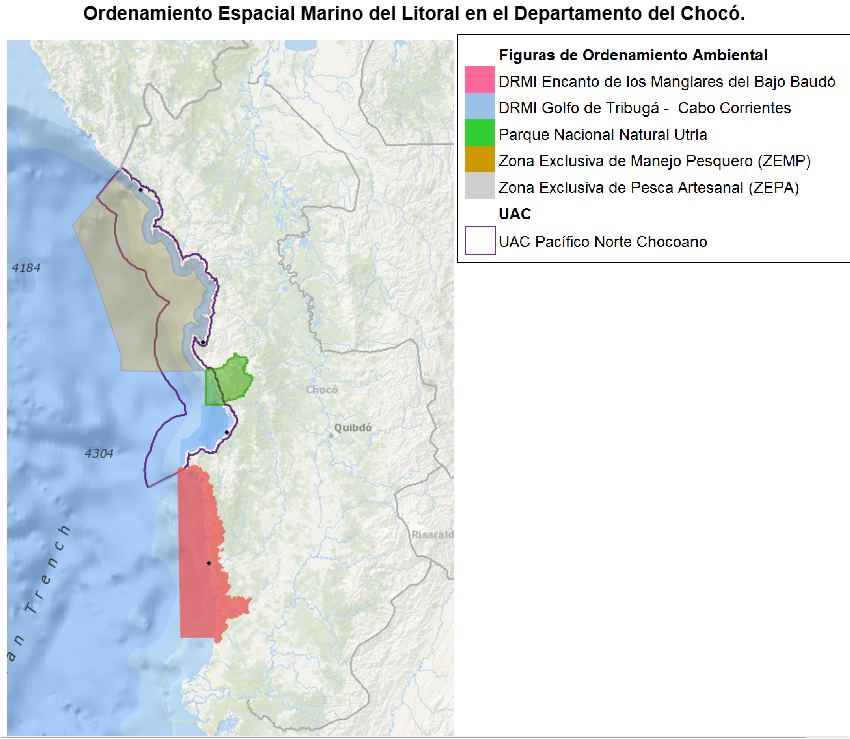 Ordenamiento Espacial Marino del Litoral en el Departamento del Chocó.
Figuras de Ordenamiento Ambiental
DRMI Encanto de los Manglares del Bajo Baudó
DRMI Golfo de Tribugá - Cabo Corrientes
Parque Nacional Natural Utría
Zona Exclusiva de Manejo Pesquero (ZEMP)
Zona Exclusiva de Pesca Artesanal (ZEPA)
UAC
UAC Pacífico Norte Chocoano
4184
Chocó
Quibdó
4304
Risarald
an Trench